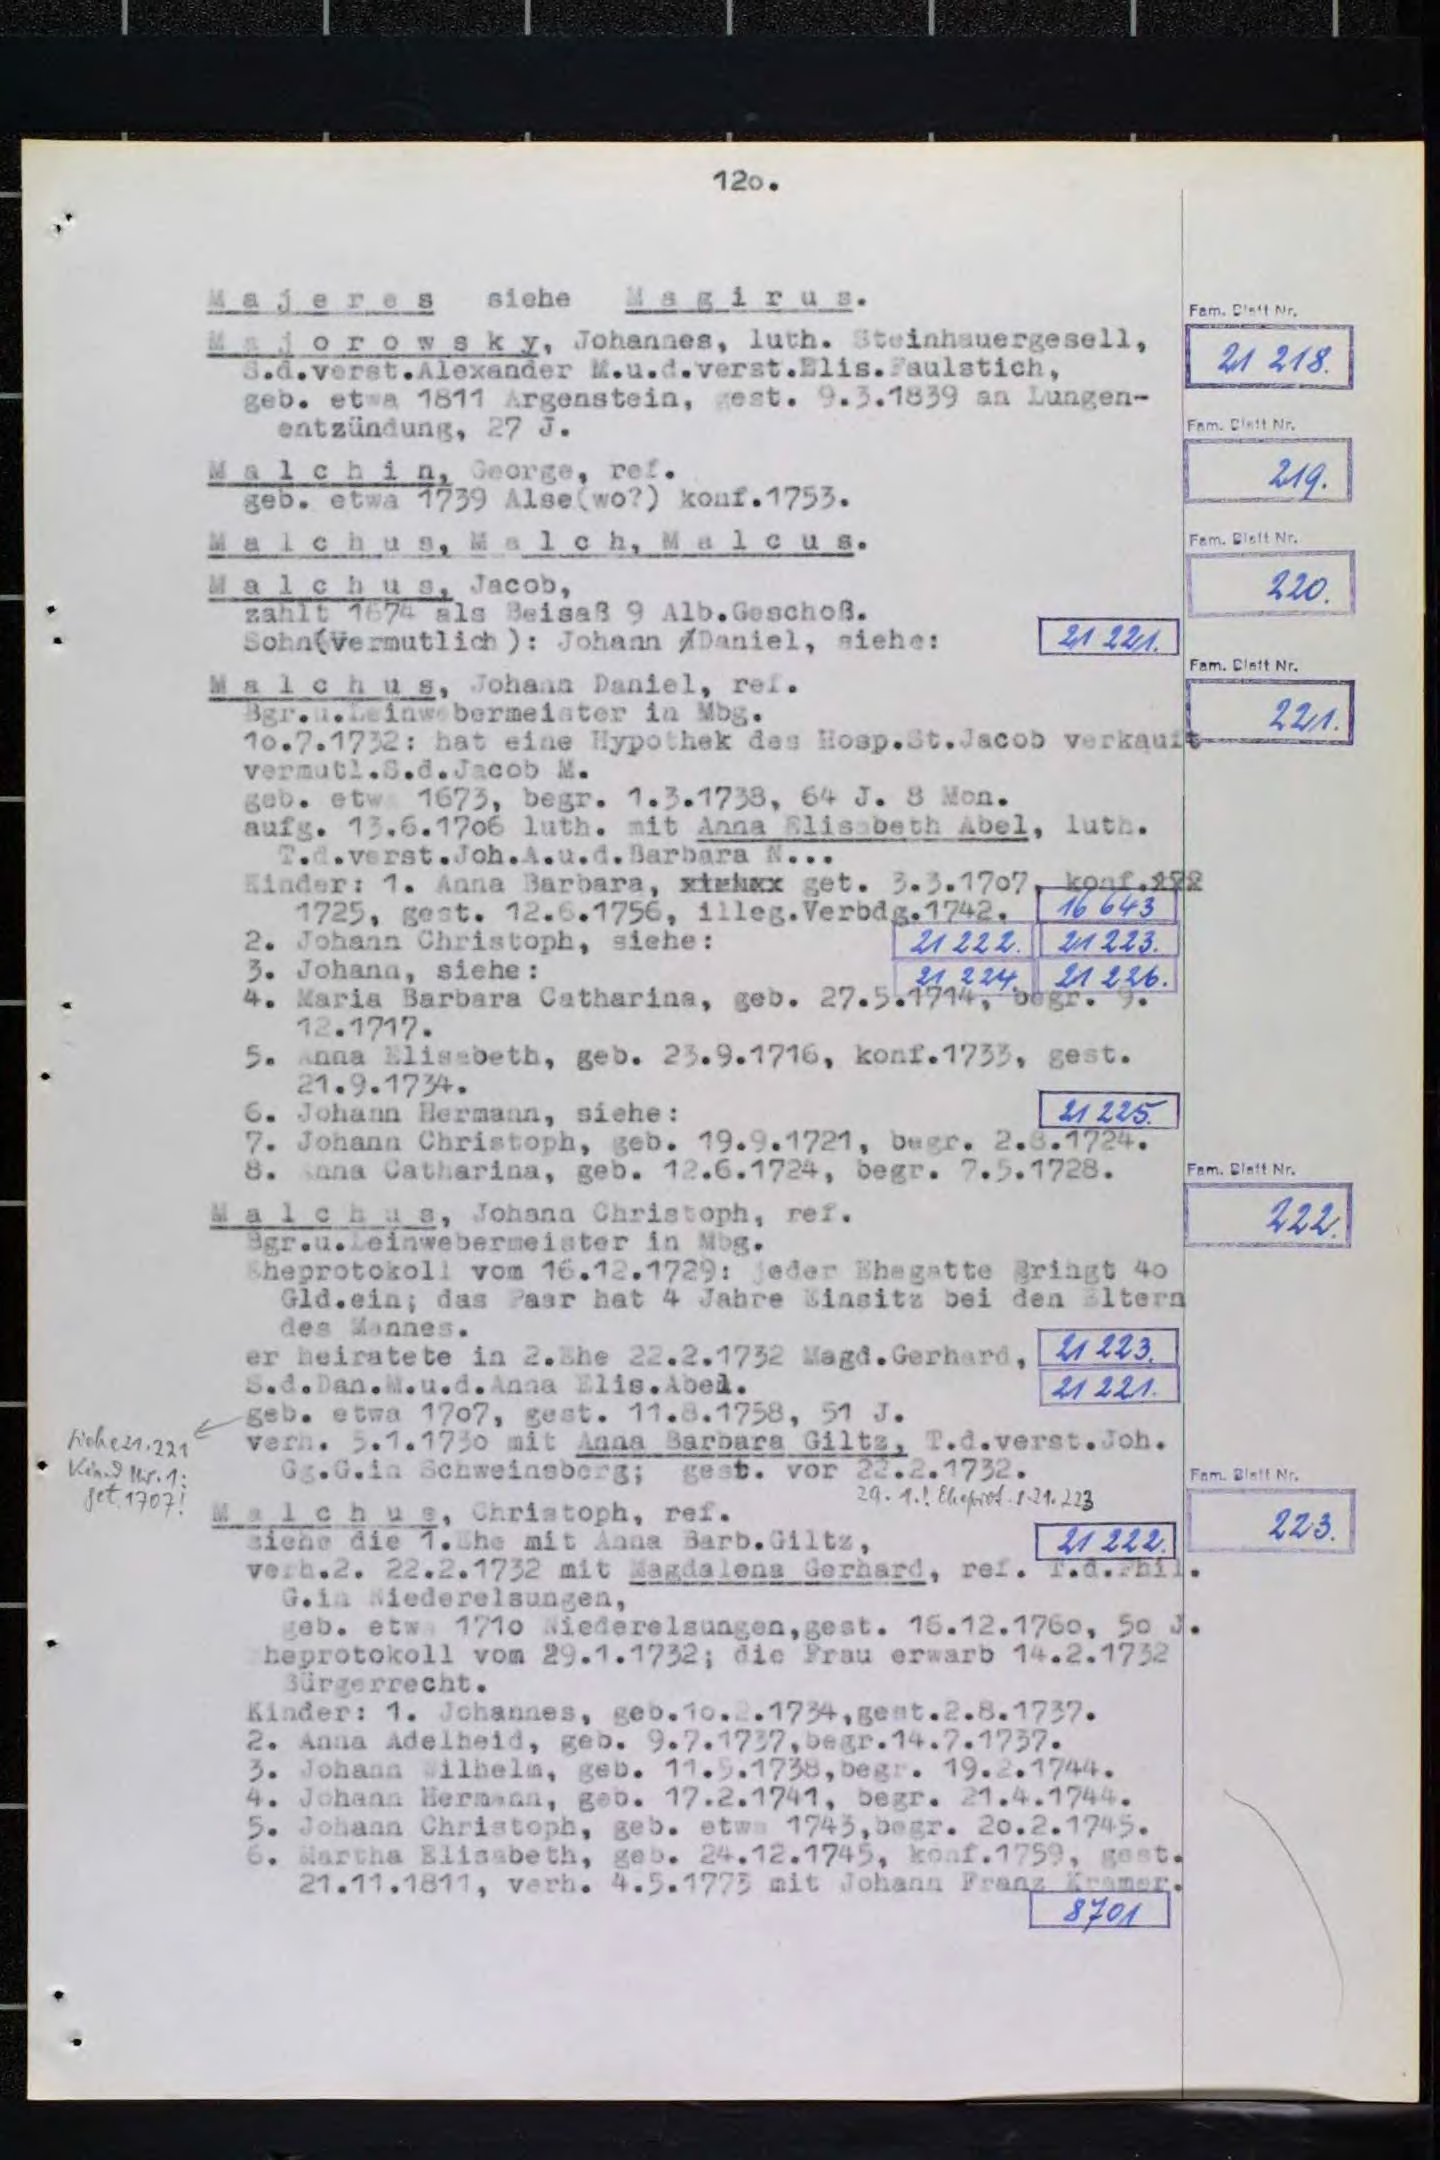 12o.
M a j e r e s  siehe  M a g i r u s.
Fam. Blatt Nr.
M a j o r o w s k y, Johannes, luth. Steinhauergesell,
21 218.
S.d.verst.Alexander M.u.d.verst.Elis.Faulstich,
geb. etwa 1811 Argenstein, gest. 9.3.1839 an Lungen-
entzündung, 27 J.
Fam. Blatt Nr.
M a l c h i n, George, ref.
219.
geb. etwa 1739 Alse(wo?) konf.1753.
M a l c h u s, M a l c h, M a l c u s.
Fam. Blatt Nr.
M a l c h u s, Jacob,
220.
zahlt 1674 als Beisaß 9 Alb.Geschoß.
Sohn(Vermutlich): Johann Daniel, siehe: 21 221.
Fam. Blatt Nr.
M a l c h u s, Johann Daniel, ref.
Bgr.u.Leinwebermeister in Mbg.
221.
1o.7.1732: hat eine Hypothek des Hosp.St.Jacob verkauft
vermutl.S.d.Jacob M.
geb. etwa 1673, begr. 1.3.1738, 64 J. 8 Mon.
aufg. 13.6.17o6 luth. mit Anna Elisabeth Abel, luth.
T.d.verst.Joh.A.u.d.Barbara N...
Kinder: 1. Anna Barbara, get. 3.3.17o7, konf.
1725, gest. 12.6.1756, illeg.Verbdg.1742. 16 643
2. Johann Christoph, siehe: 21 222. 21 223.
3. Johann, siehe: 21 224. 21 226.
4. Maria Barbara Catharina, geb. 27.5.1714, begr. 9.
12.1717.
5. Anna Elisabeth, geb. 23.9.1716, konf.1733, gest.
21.9.1734.
6. Johann Hermann, siehe: 21 225.
7. Johann Christoph, geb. 19.9.1721, begr. 2.8.1724.
8. Anna Catharina, geb. 12.6.1724, begr. 7.5.1728.
Fam. Blatt Nr.
M a l c h u s, Johann Christoph, ref.
222.
Bgr.u.Leinwebermeister in Mbg.
Eheprotokoll vom 16.12.1729: jeder Ehegatte bringt 4o
Gld.ein; das Paar hat 4 Jahre Einsitz bei den Eltern
des Mannes.
er heiratete in 2.Ehe 22.2.1732 Magd.Gerhard, 21 223.
S.d.Dan.M.u.d.Anna Elis.Abel. 21 221.
geb. etwa 17o7, gest. 11.8.1758, 51 J.
verh. 5.1.173o mit Anna Barbara Giltz, T.d.verst.Joh.
Gg.G.in Schweinsberg; gest. vor 22.2.1732.
29. 1.! Eheprot. s. 21.223
Siehe 21.221
Kind Nr. 1:
get. 1707!
Fam. Blatt Nr.
M a l c h u s, Christoph, ref.
223.
siehe die 1.Ehe mit Anna Barb.Giltz, 21 222.
verh.2. 22.2.1732 mit Magdalena Gerhard, ref. T.d.Phil.
G.in Niederelsungen,
geb. etwa 171o Niederelsungen,gest. 16.12.176o, 5o J.
Eheprotokoll vom 29.1.1732; die Frau erwarb 14.2.1732
Bürgerrecht.
Kinder: 1. Johannes, geb.1o.2.1734,gest.2.8.1737.
2. Anna Adelheid, geb. 9.7.1737,begr.14.7.1737.
3. Johann Wilhelm, geb. 11.5.1738,begr. 19.2.1744.
4. Johann Hermann, geb. 17.2.1741, begr. 21.4.1744.
5. Johann Christoph, geb. etwa 1743,begr. 2o.2.1745.
6. Martha Elisabeth, geb. 24.12.1745, konf.1759, gest.
21.11.1811, verh. 4.5.1773 mit Johann Franz Kramer.
8701